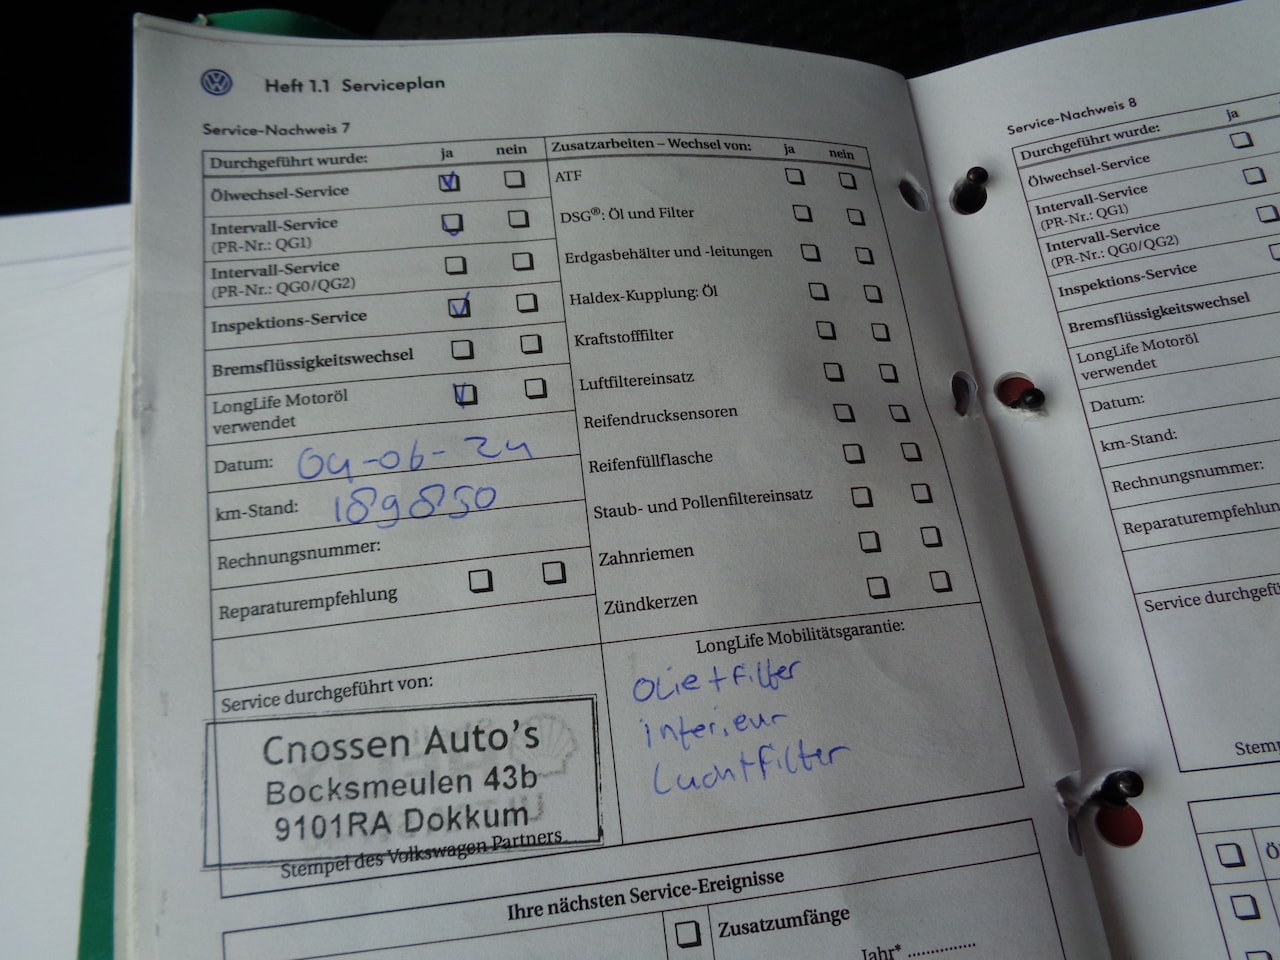 Heft 1.1 Serviceplan
Service-Nachweis 7
Durchgeführt wurde: ja nein
Ölwechsel-Service
Intervall-Service
(PR-Nr.: QG1)
Intervall-Service
(PR-Nr.: QG0/QG2)
Inspektions-Service
Bremsflüssigkeitswechsel
LongLife Motoröl
verwendet
Datum: 04-06-24
km-Stand: 189850
Rechnungsnummer:
Reparaturempfehlung
Service durchgeführt von:
Cnossen Auto's
Bocksmeulen 43b
9101RA Dokkum
Stempel des Volkswagen Partners
Zusatzarbeiten – Wechsel von: ja nein
ATF
DSG®: Öl und Filter
Erdgasbehälter und -leitungen
Haldex-Kupplung: Öl
Kraftstofffilter
Luftfiltereinsatz
Reifendrucksensoren
Reifenfüllflasche
Staub- und Pollenfiltereinsatz
Zahnriemen
Zündkerzen
LongLife Mobilitätsgarantie:
olie+filter
interieur
luchtfilter
Ihre nächsten Service-Ereignisse
Zusatzumfänge
Jahr* ...............
Service-Nachweis 8
Durchgeführt wurde: ja
Ölwechsel-Service
Intervall-Service
(PR-Nr.: QG1)
Intervall-Service
(PR-Nr.: QG0/QG2)
Inspektions-Service
Bremsflüssigkeitswechsel
LongLife Motoröl
verwendet
Datum:
km-Stand:
Rechnungsnummer:
Reparaturempfehlun
Service durchgefü
Stemp